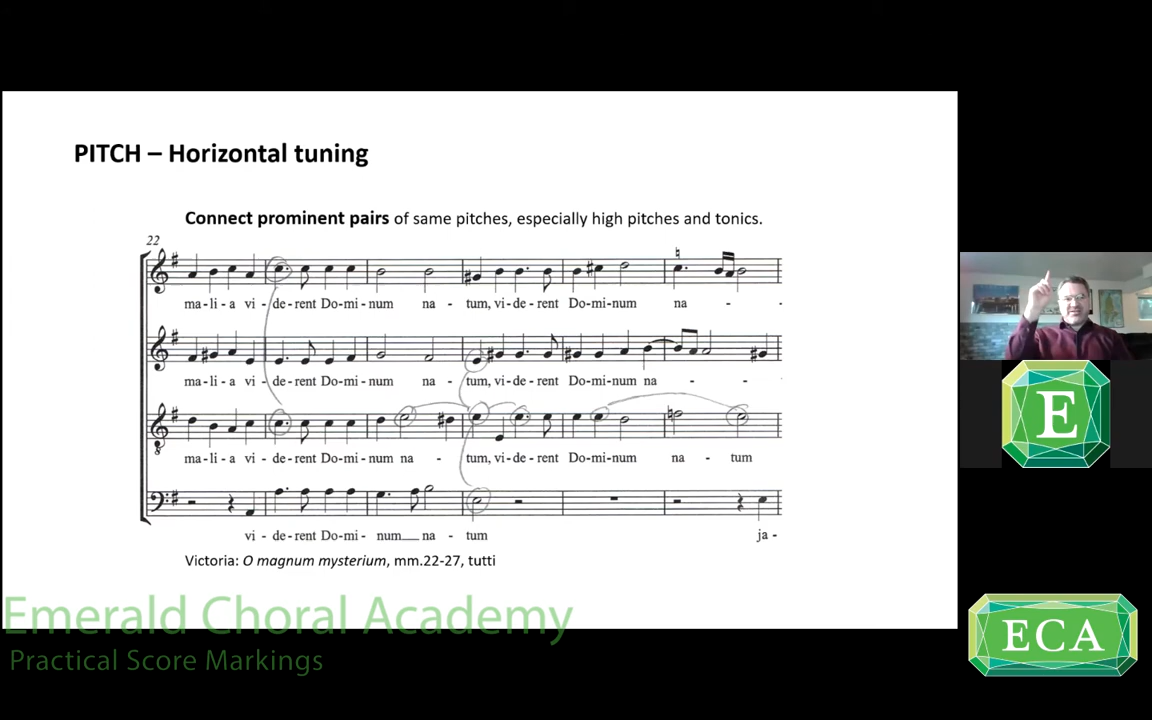 PITCH – Horizontal tuning
Connect prominent pairs of same pitches, especially high pitches and tonics.
22
ma - li - a vi - de - rent Do - mi - num na - tum, vi - de - rent Do - mi - num na - -
ma - li - a vi - de - rent Do - mi - num na - tum, vi - de - rent Do - mi - num na - - -
ma - li - a vi - de - rent Do - mi - num na - tum, vi - de - rent Do - mi - num na - tum
vi - de - rent Do - mi - num__ na - tum ja -
Victoria: O magnum mysterium, mm.22-27, tutti
Emerald Choral Academy
Practical Score Markings
E
ECA